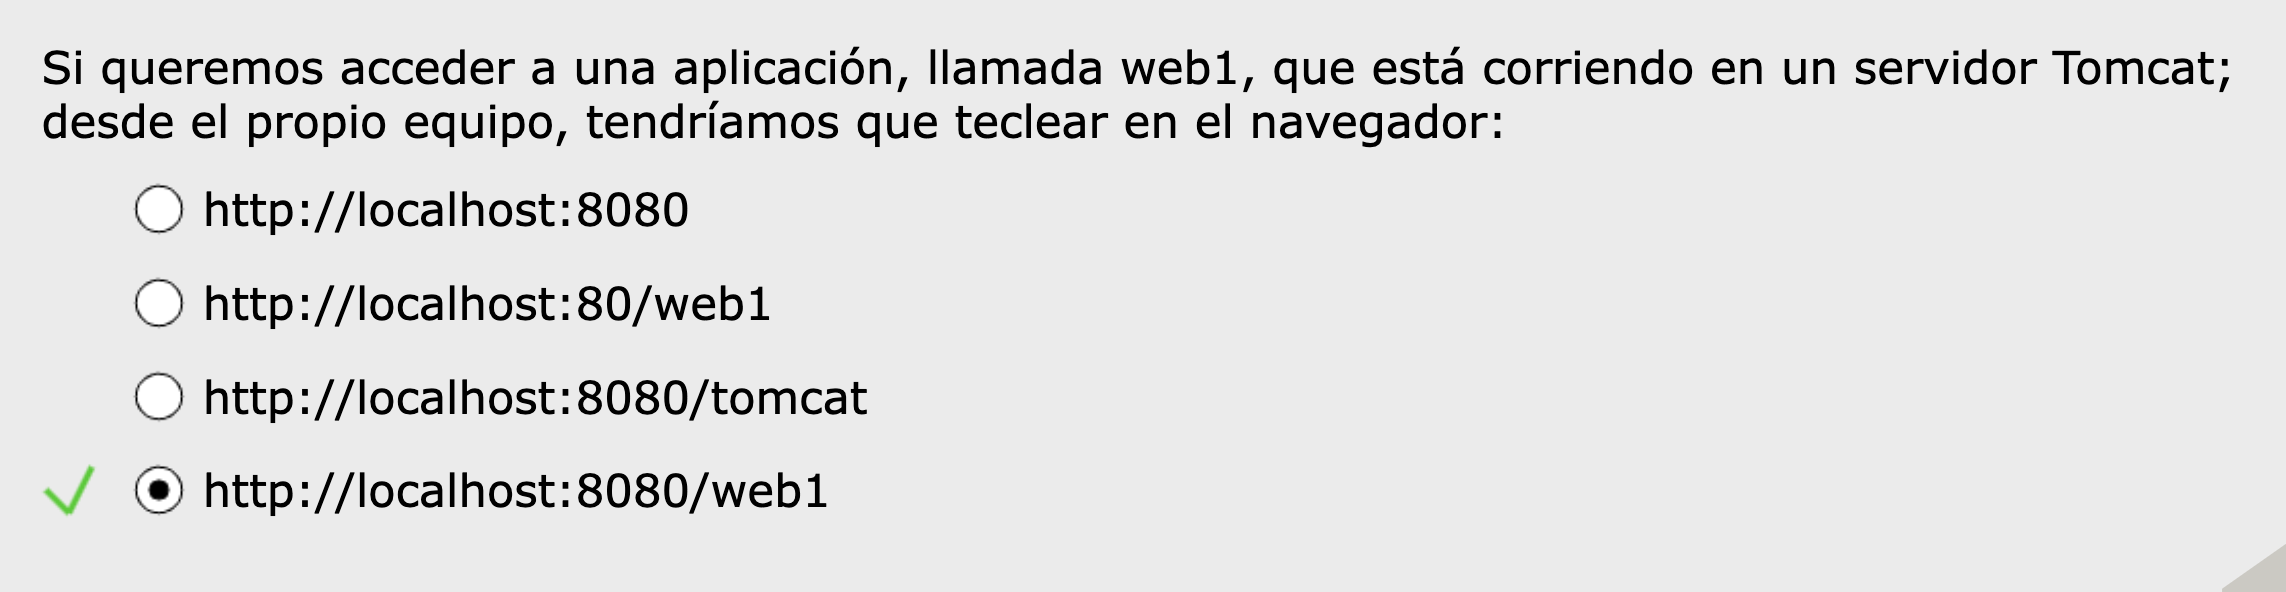 Si queremos acceder a una aplicación, llamada web1, que está corriendo en un servidor Tomcat;
desde el propio equipo, tendríamos que teclear en el navegador:
http://localhost:8080
http://localhost:80/web1
http://localhost:8080/tomcat
http://localhost:8080/web1